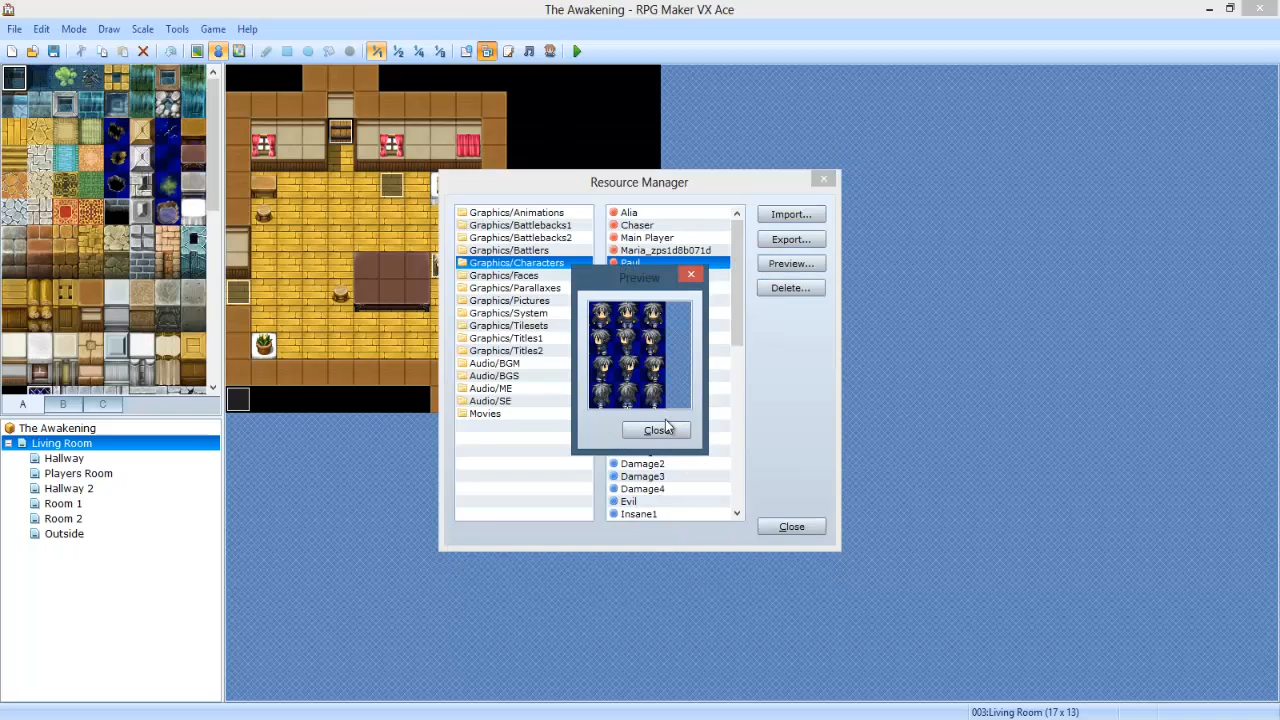 The Awakening - RPG Maker VX Ace
File Edit Mode Draw Scale Tools Game Help
Resource Manager
Graphics/Animations
Graphics/Battlebacks1
Graphics/Battlebacks2
Graphics/Battlers
Graphics/Characters
Graphics/Faces
Graphics/Parallaxes
Graphics/Pictures
Graphics/System
Graphics/Tilesets
Graphics/Titles1
Graphics/Titles2
Audio/BGM
Audio/BGS
Audio/ME
Audio/SE
Movies
Alia
Chaser
Main Player
Maria_zps1d8b071d
Paul
Damage2
Damage3
Damage4
Evil
Insane1
Import...
Export...
Preview...
Delete...
Close
Preview
Close
A B C
The Awakening
Living Room
Hallway
Players Room
Hallway 2
Room 1
Room 2
Outside
003:Living Room (17 x 13)